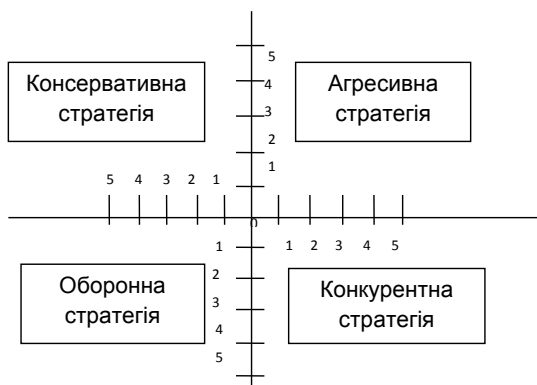 5
Консервативна
стратегія
Агресивна
стратегія
4
3
2
1
5 4 3 2 1
0
1
1 2 3 4 5
Оборонна
стратегія
2
3
4
5
Конкурентна
стратегія